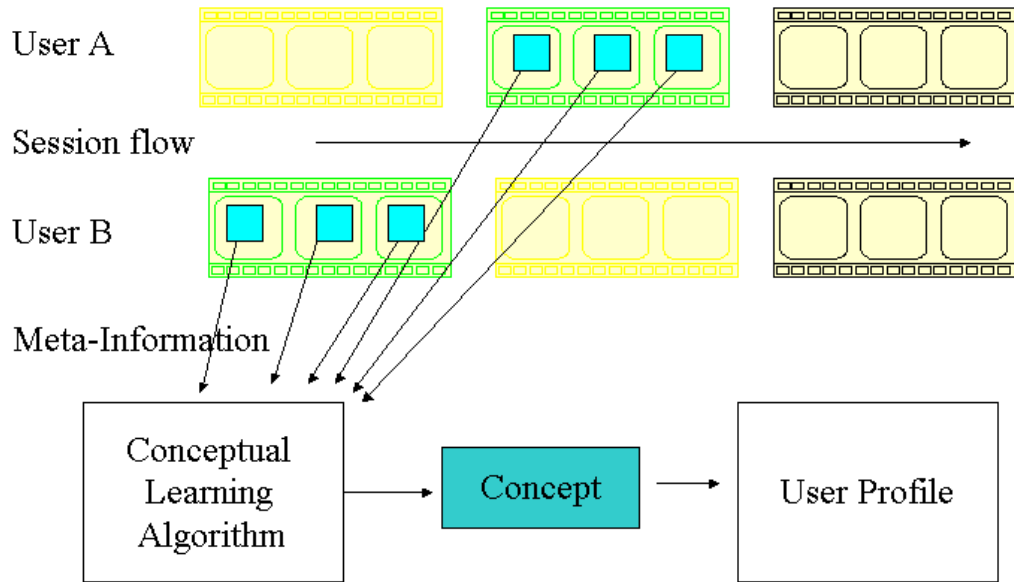 User A
Session flow
User B
Meta-Information
Conceptual
Learning
Algorithm
Concept
User Profile